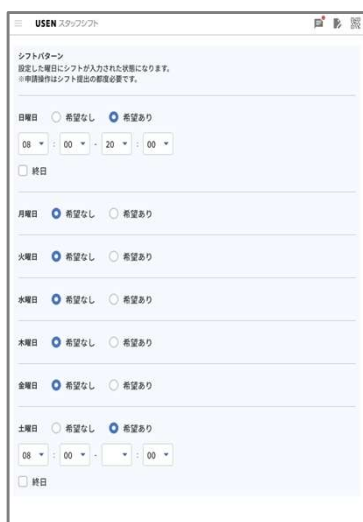 USEN スタッフシフト
シフトパターン
設定した曜日にシフトが入力された状態になります。
※申請操作はシフト提出の都度必要です。
日曜日 希望なし 希望あり
08 : 00 - 20 : 00
終日
月曜日 希望なし 希望あり
火曜日 希望なし 希望あり
水曜日 希望なし 希望あり
木曜日 希望なし 希望あり
金曜日 希望なし 希望あり
土曜日 希望なし 希望あり
08 : 00 - : 00
終日